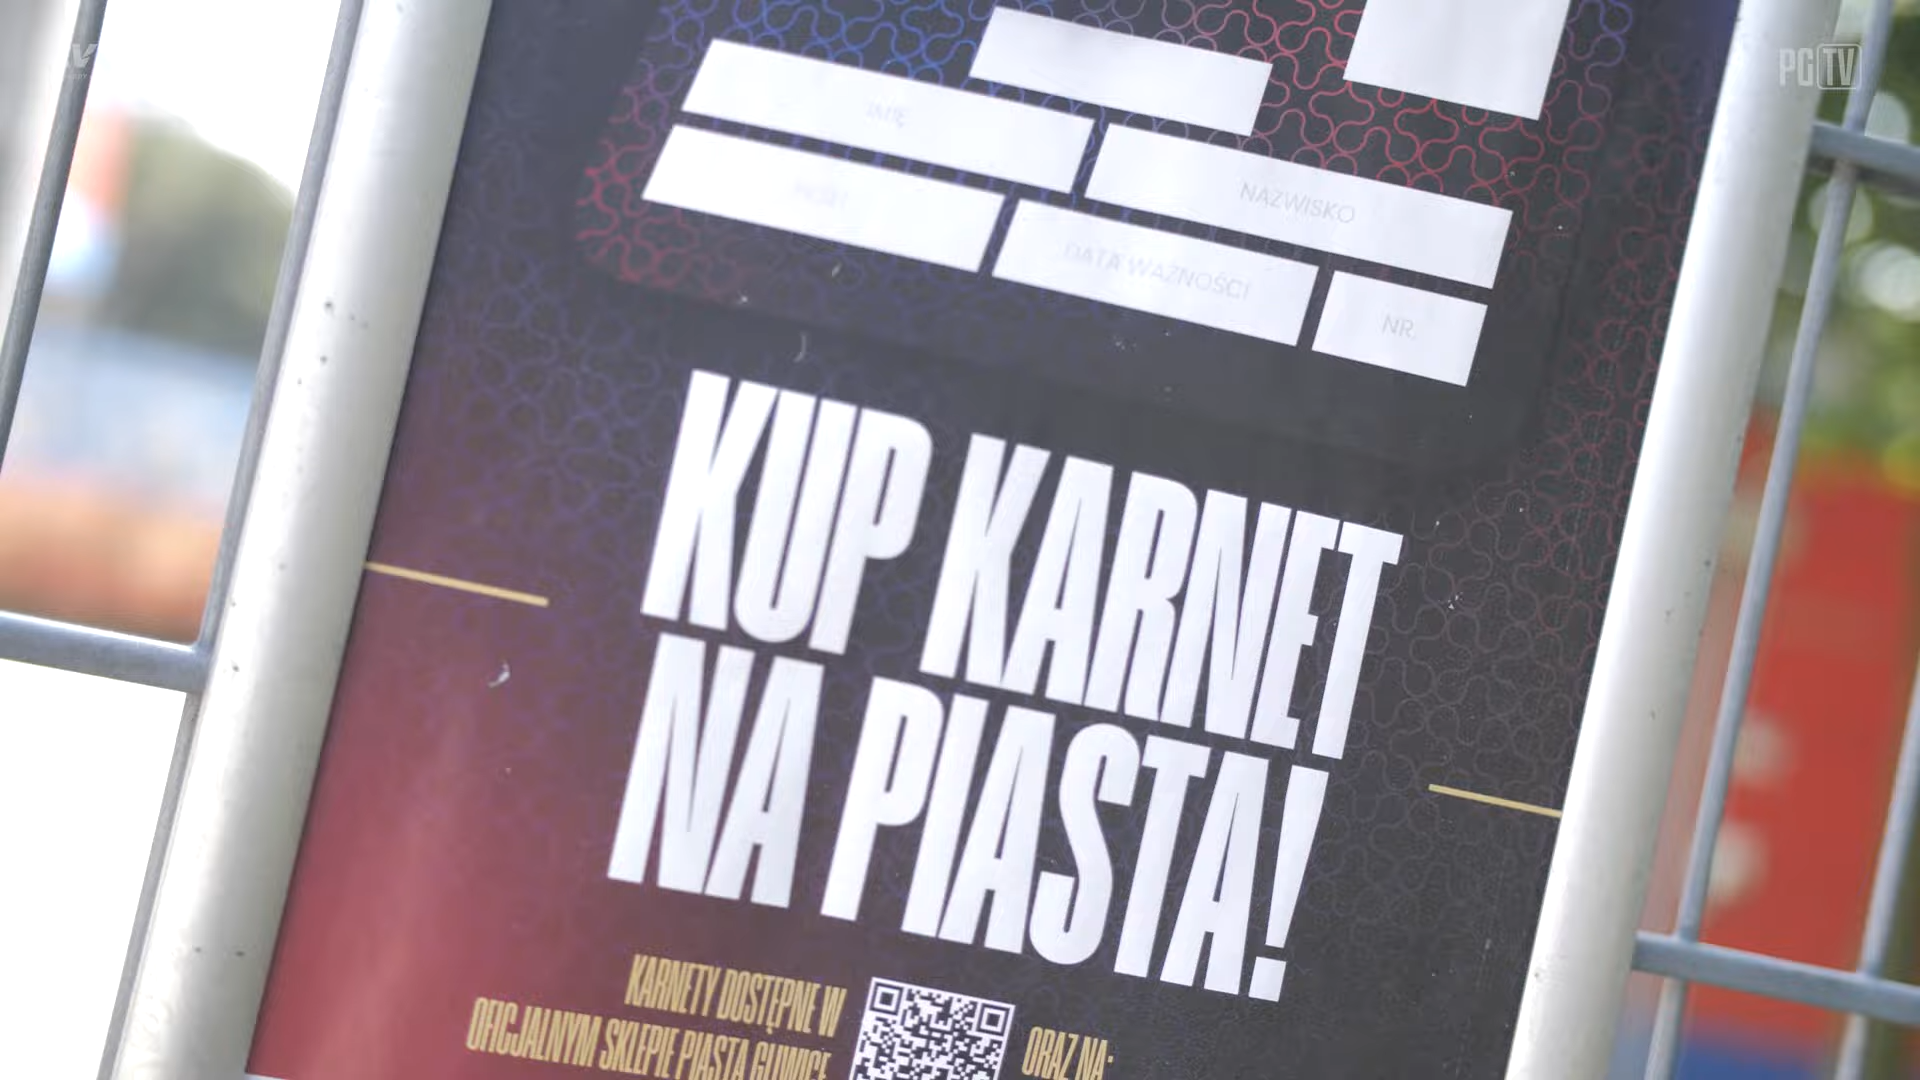 PGTV
IMIĘ
NAZWISKO
DATA WAŻNOŚCI
NR.
KUP KARNET
NA PIASTA!
KARNETY DOSTĘPNE W
OFICJALNYM SKLEPIE PIASTA GLIWICE
ORAZ NA: